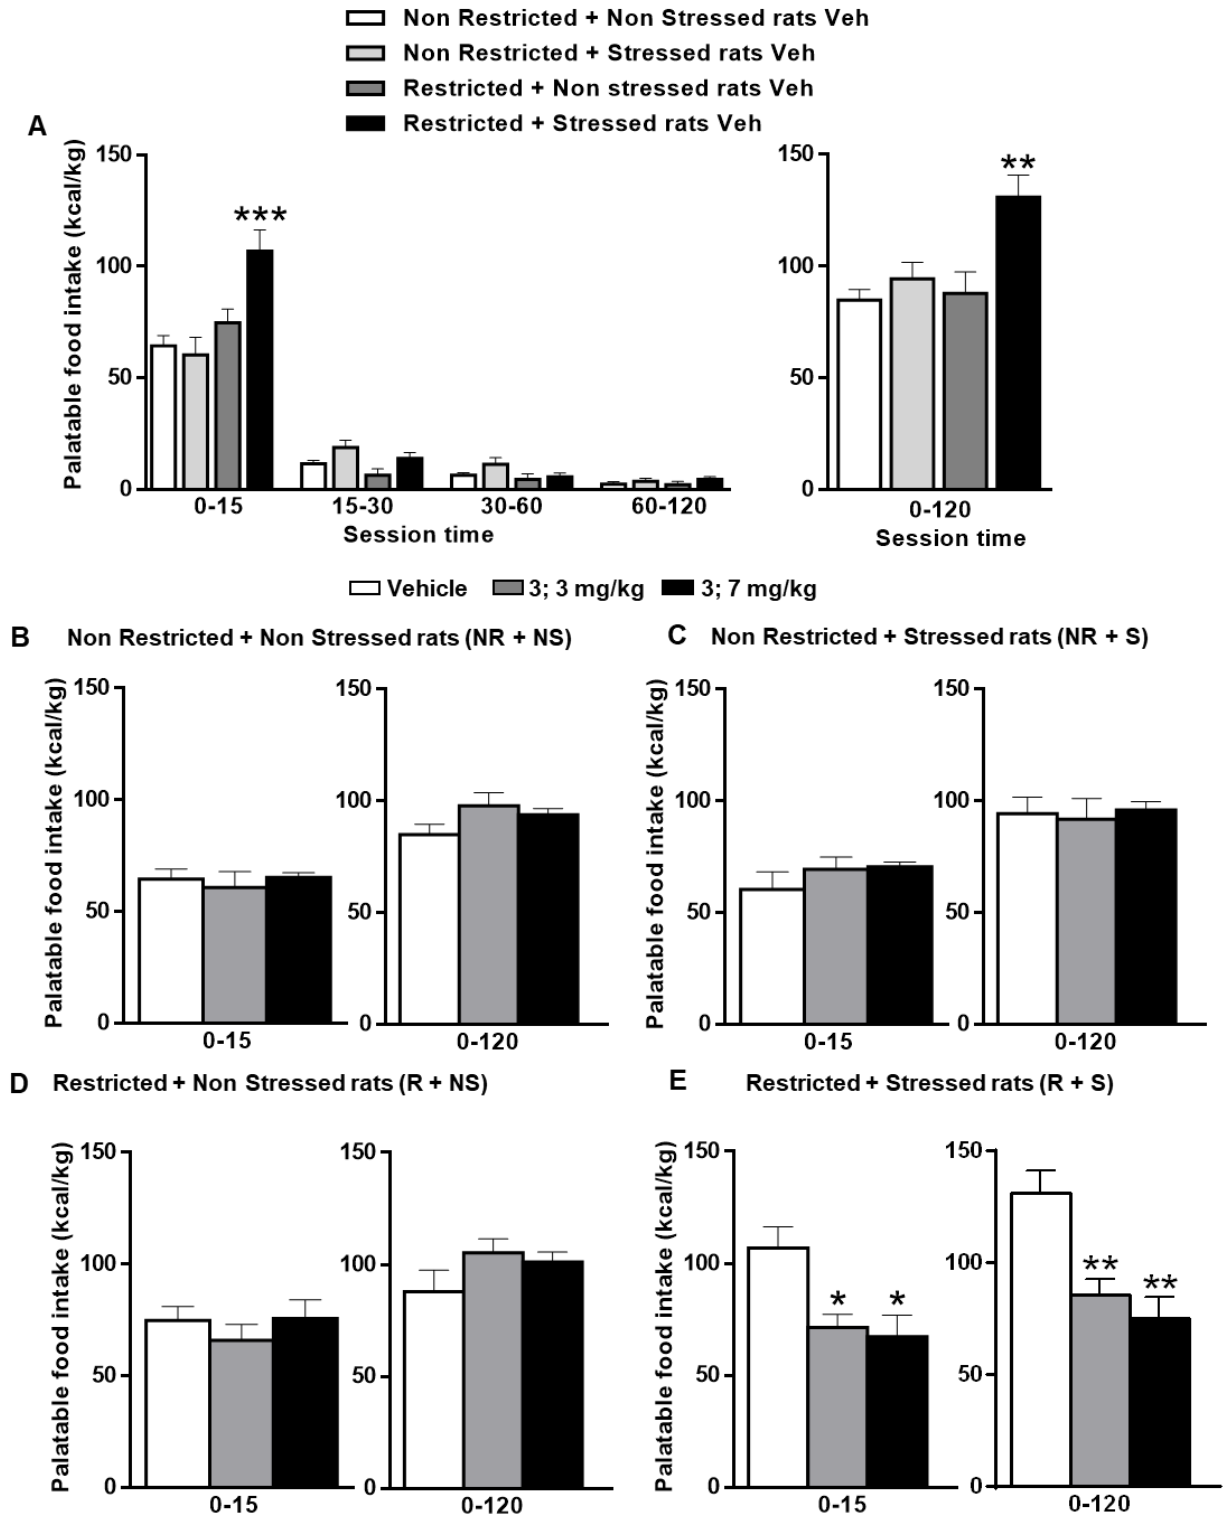 Non Restricted + Non Stressed rats Veh
Non Restricted + Stressed rats Veh
Restricted + Non stressed rats Veh
Restricted + Stressed rats Veh
A
Palatable food intake (kcal/kg)
150
100
50
0
***
0-15
15-30
30-60
60-120
Session time
150
100
50
0
**
0-120
Session time
Vehicle
3; 3 mg/kg
3; 7 mg/kg
B
Non Restricted + Non Stressed rats (NR + NS)
Palatable food intake (kcal/kg)
150
100
50
0
0-15
150
100
50
0
0-120
C
Non Restricted + Stressed rats (NR + S)
Palatable food intake (kcal/kg)
150
100
50
0
0-15
150
100
50
0
0-120
D
Restricted + Non Stressed rats (R + NS)
Palatable food intake (kcal/kg)
150
100
50
0
0-15
150
100
50
0
0-120
E
Restricted + Stressed rats (R + S)
Palatable food intake (kcal/kg)
150
100
50
0
*
*
0-15
150
100
50
0
**
**
0-120